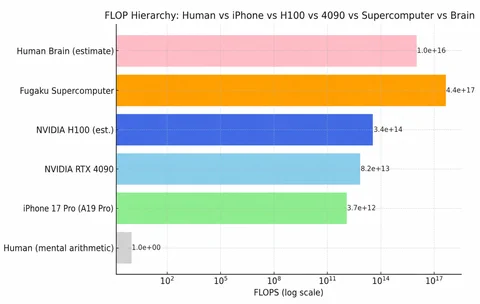 FLOP Hierarchy: Human vs iPhone vs H100 vs 4090 vs Supercomputer vs Brain
Human Brain (estimate)
1.0e+16
Fugaku Supercomputer
4.4e+17
NVIDIA H100 (est.)
3.4e+14
NVIDIA RTX 4090
8.2e+13
iPhone 17 Pro (A19 Pro)
3.7e+12
Human (mental arithmetic)
1.0e+00
10² 10⁵ 10⁸ 10¹¹ 10¹⁴ 10¹⁷
FLOPS (log scale)